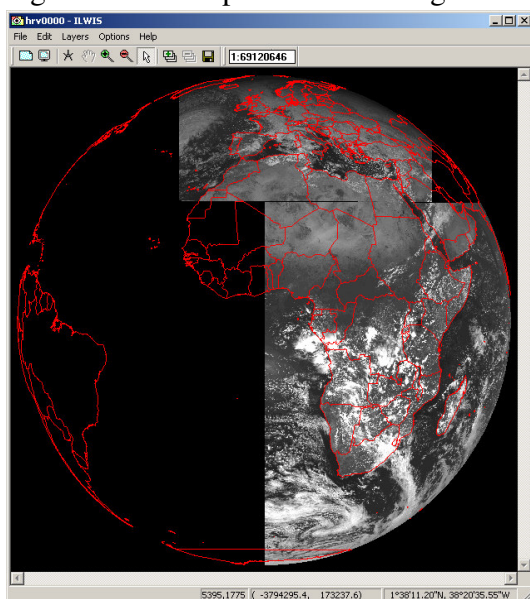 hrv0000 - ILWIS
File Edit Layers Options Help
1:69120646
5395,1775 ( -3794295.4, 173237.6) 1°38'11.20"N, 38°20'35.55"W